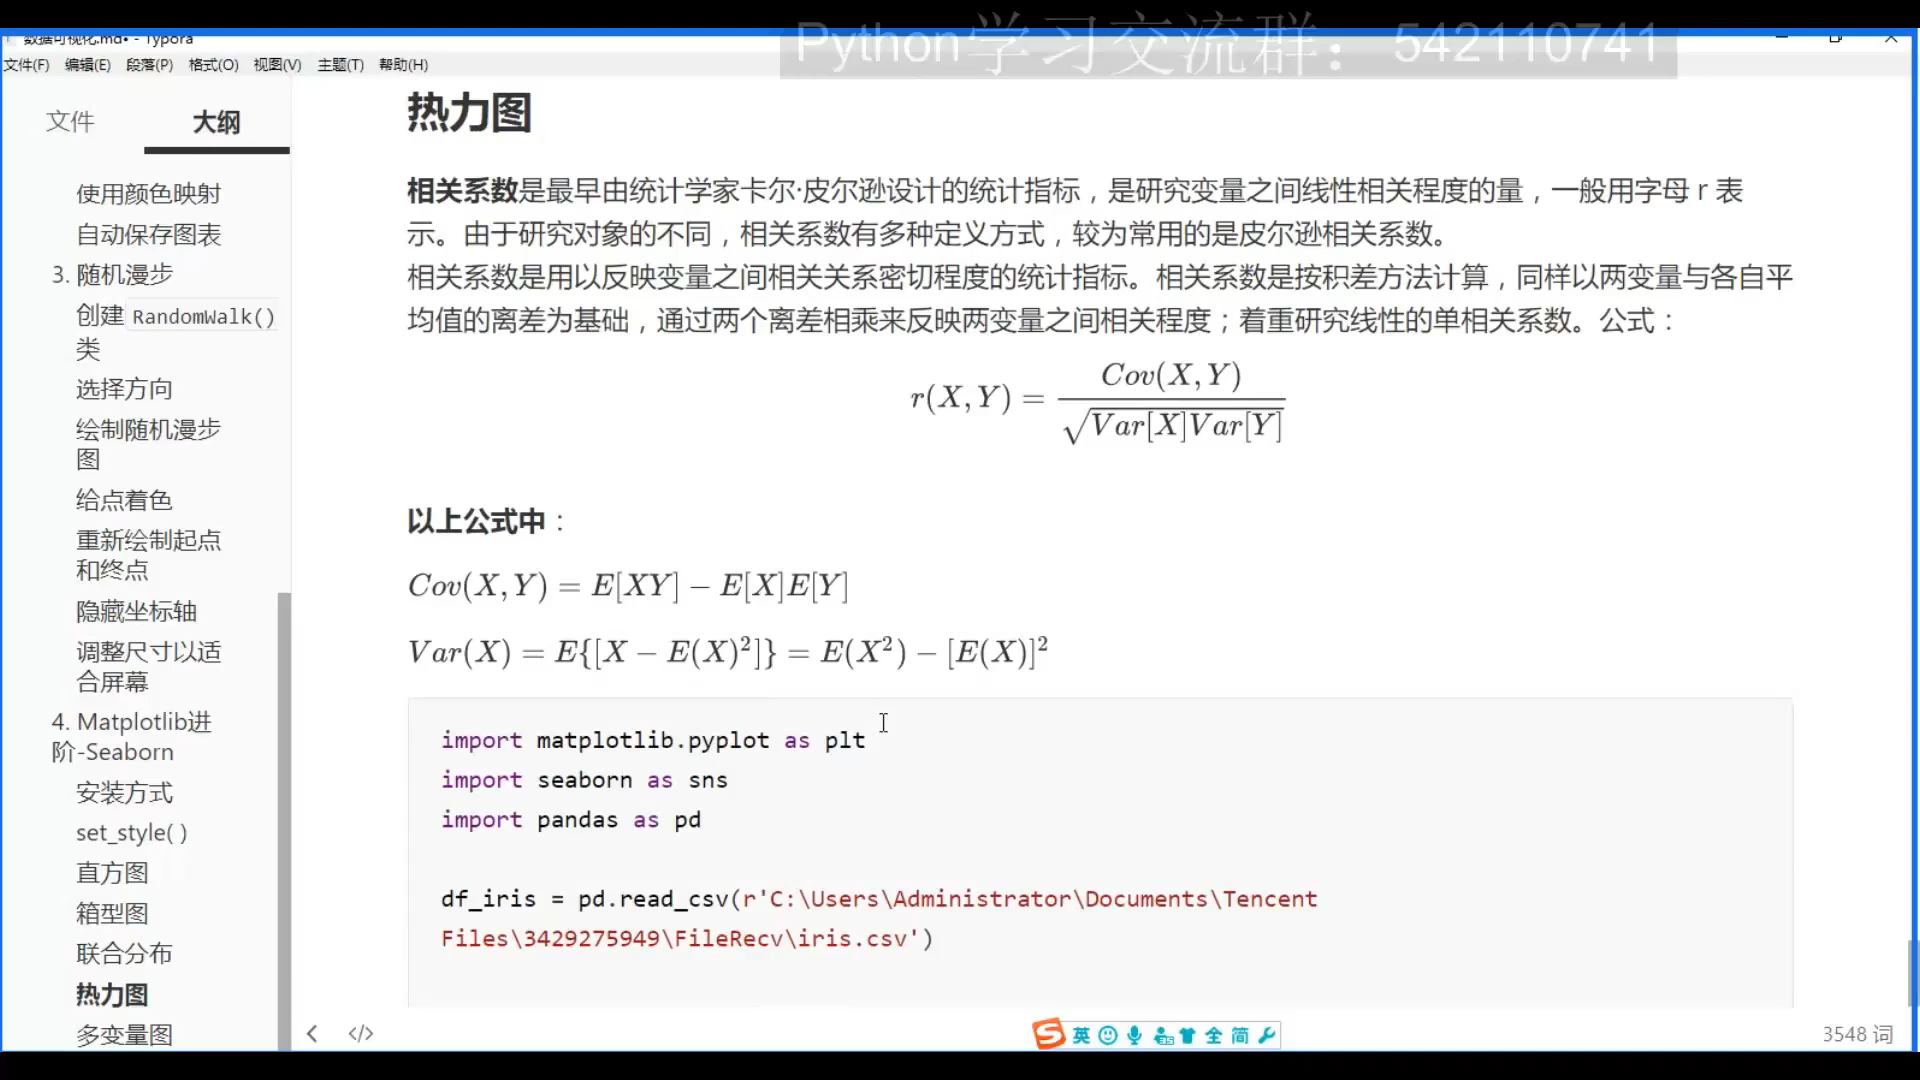 Python学习交流群：542110741
数据可视化.md• - Typora
文件(F) 编辑(E) 段落(P) 格式(O) 视图(V) 主题(T) 帮助(H)
文件 大纲
使用颜色映射
自动保存图表
3. 随机漫步
创建 RandomWalk()
类
选择方向
绘制随机漫步
图
给点着色
重新绘制起点
和终点
隐藏坐标轴
调整尺寸以适
合屏幕
4. Matplotlib进
阶-Seaborn
安装方式
set_style( )
直方图
箱型图
联合分布
热力图
多变量图
热力图
相关系数是最早由统计学家卡尔·皮尔逊设计的统计指标，是研究变量之间线性相关程度的量，一般用字母 r 表
示。由于研究对象的不同，相关系数有多种定义方式，较为常用的是皮尔逊相关系数。
相关系数是用以反映变量之间相关关系密切程度的统计指标。相关系数是按积差方法计算，同样以两变量与各自平
均值的离差为基础，通过两个离差相乘来反映两变量之间相关程度；着重研究线性的单相关系数。公式：
r(X, Y) = Cov(X, Y) / √Var[X]Var[Y]
以上公式中：
Cov(X, Y) = E[XY] − E[X]E[Y]
Var(X) = E{[X − E(X)²]} = E(X²) − [E(X)]²
import matplotlib.pyplot as plt
import seaborn as sns
import pandas as pd
df_iris = pd.read_csv(r'C:\Users\Administrator\Documents\Tencent
Files\3429275949\FileRecv\iris.csv')
</> 英 全 简 3548 词